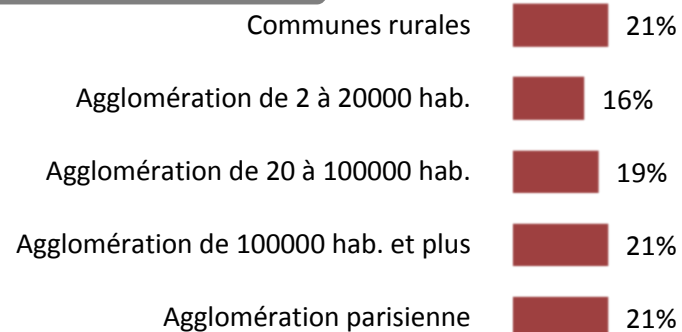 Communes rurales 21%
Agglomération de 2 à 20000 hab. 16%
Agglomération de 20 à 100000 hab. 19%
Agglomération de 100000 hab. et plus 21%
Agglomération parisienne 21%